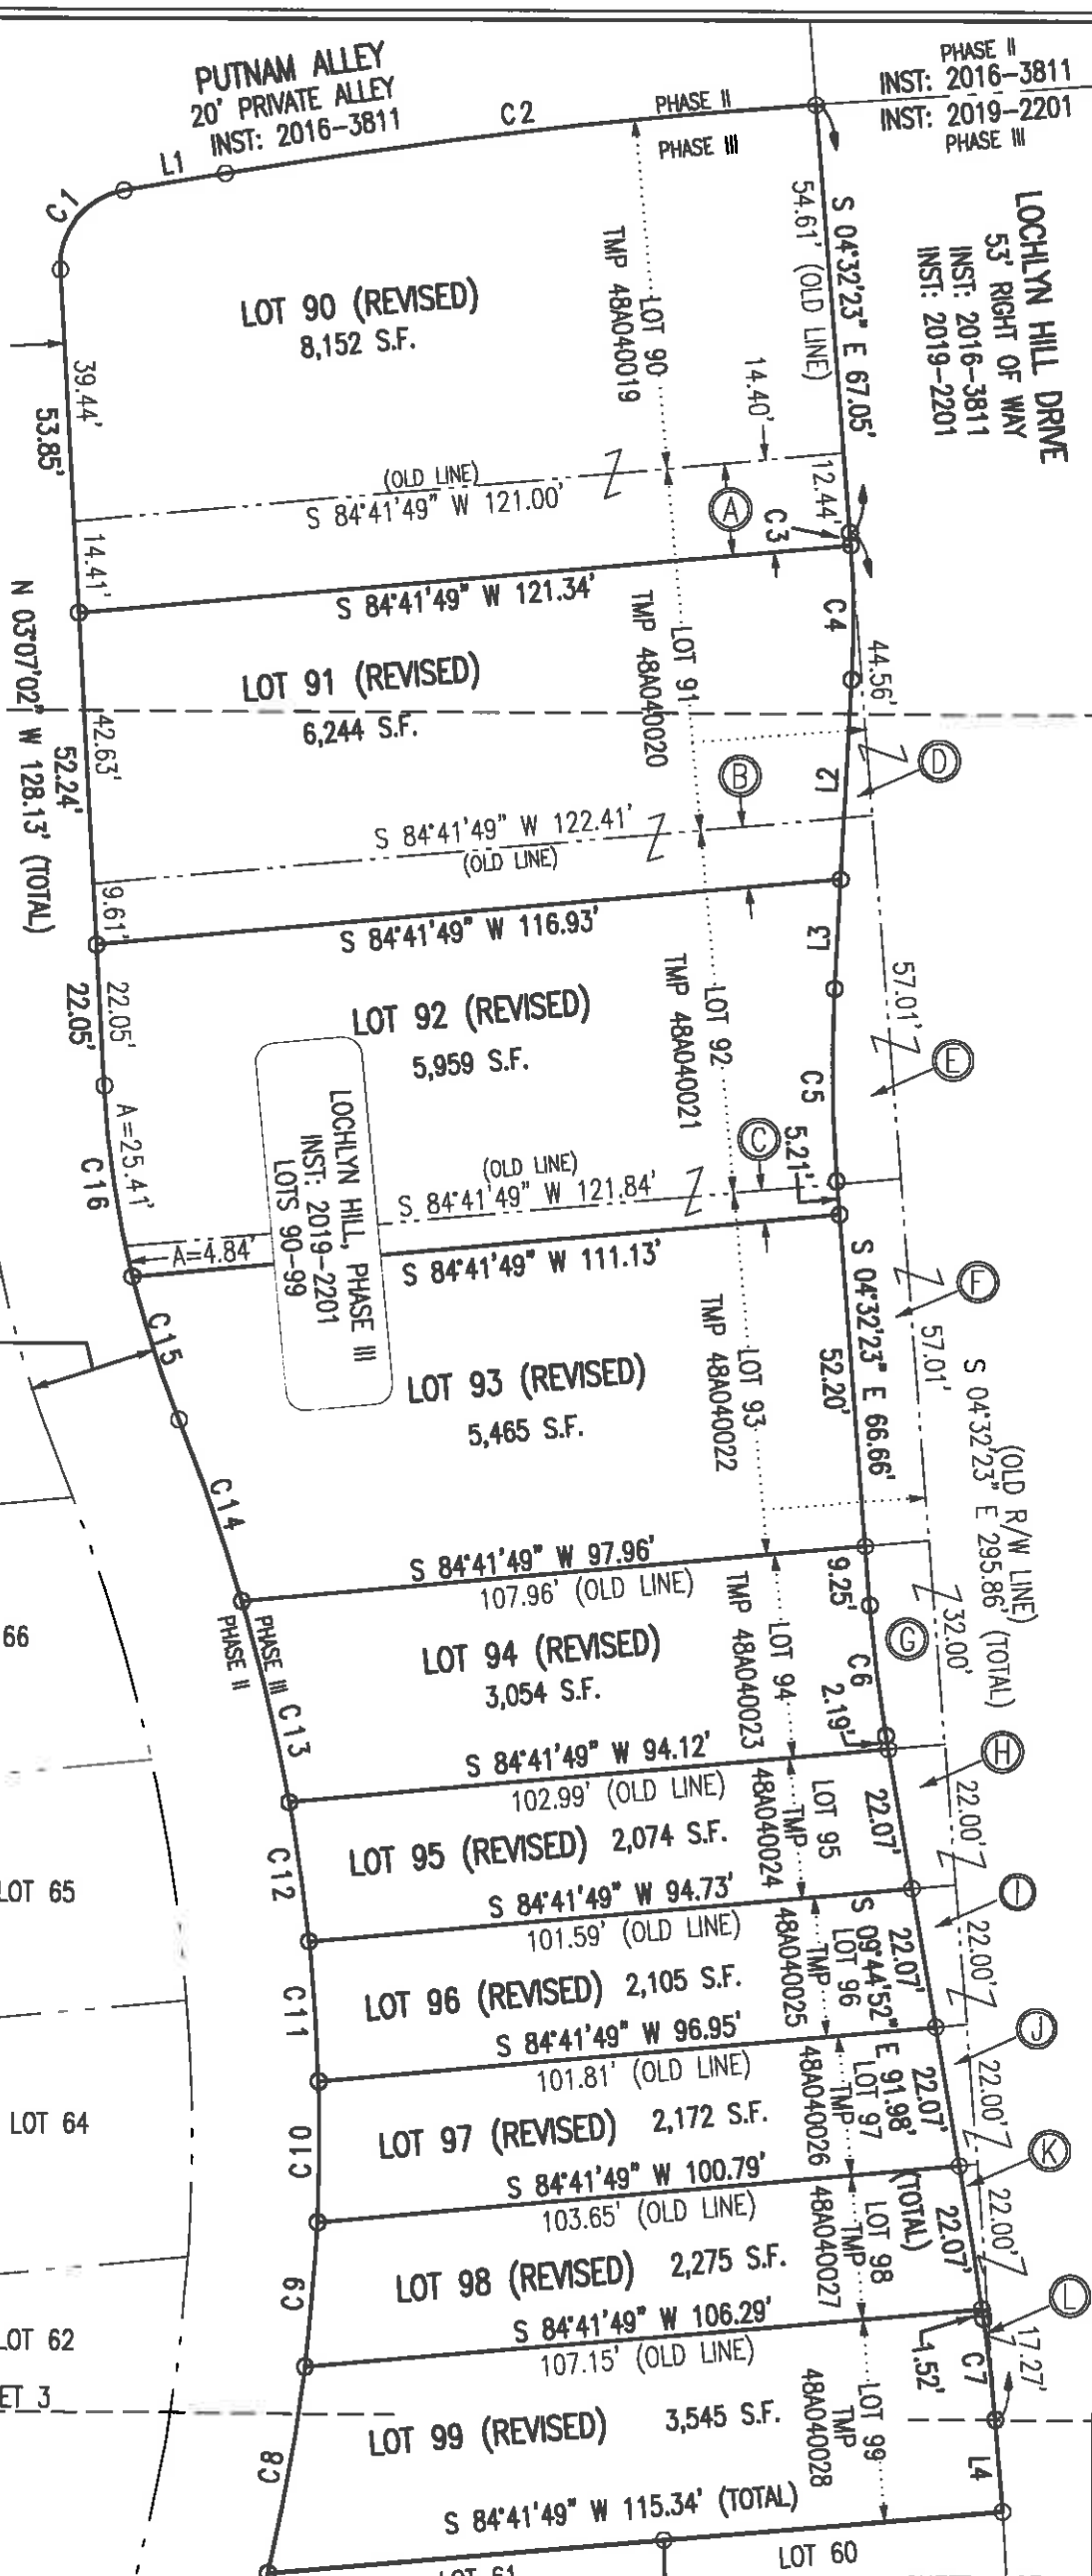 PHASE II
INST: 2016-3811
INST: 2019-2201
PHASE III
PUTNAM ALLEY
20' PRIVATE ALLEY
INST: 2016-3811
L1
C2
PHASE II
PHASE III
C1
LOCHLYN HILL DRIVE
53' RIGHT OF WAY
INST: 2016-3811
INST: 2019-2201
S 04°32'23" E 67.05'
54.61' (OLD LINE)
12.44'
LOT 90
TMP 48A040019
14.40'
LOT 90 (REVISED)
8,152 S.F.
39.44'
53.85'
14.41'
(OLD LINE)
S 84°41'49" W 121.00'
A
C3
S 84°41'49" W 121.34'
C4
44.56'
LOT 91
TMP 48A040020
LOT 91 (REVISED)
6,244 S.F.
N 03°07'02" W 128.13' (TOTAL)
42.63'
52.24'
9.61'
D
B
L2
S 84°41'49" W 122.41'
(OLD LINE)
S 84°41'49" W 116.93'
L3
57.01'
E
22.05'
22.05'
LOT 92
TMP 48A040021
LOT 92 (REVISED)
5,959 S.F.
C5
C
5.21'
A=25.41'
C16
LOCHLYN HILL, PHASE III
INST: 2019-2201
LOTS 90-99
(OLD LINE)
S 84°41'49" W 121.84'
A=4.84'
S 84°41'49" W 111.13'
F
57.01'
S 04°32'23" E 66.66'
52.20'
(OLD R/W LINE)
S 04°32'23" E 295.86' (TOTAL)
C15
LOT 93
TMP 48A040022
LOT 93 (REVISED)
5,465 S.F.
C14
S 84°41'49" W 97.96'
107.96' (OLD LINE)
9.25'
32.00'
G
66
PHASE III
PHASE II
LOT 94
TMP 48A040023
LOT 94 (REVISED)
3,054 S.F.
C6
2.19'
C13
S 84°41'49" W 94.12'
102.99' (OLD LINE)
H
22.07'
22.00'
LOT 95
TMP
48A040024
LOT 95 (REVISED) 2,074 S.F.
C12
LOT 65
S 84°41'49" W 94.73'
101.59' (OLD LINE)
I
S 09°44'52" E 91.98' (TOTAL)
22.07'
22.00'
LOT 96
TMP
48A040025
LOT 96 (REVISED) 2,105 S.F.
C11
S 84°41'49" W 96.95'
101.81' (OLD LINE)
J
22.07'
22.00'
LOT 97
TMP
48A040026
LOT 64
LOT 97 (REVISED) 2,172 S.F.
C10
S 84°41'49" W 100.79'
103.65' (OLD LINE)
K
22.07'
22.00'
LOT 98
TMP
48A040027
LOT 98 (REVISED) 2,275 S.F.
C9
S 84°41'49" W 106.29'
107.15' (OLD LINE)
L
1.52'
C7
17.27'
LOT 62
ET 3
LOT 99
TMP
48A040028
LOT 99 (REVISED) 3,545 S.F.
C8
L4
S 84°41'49" W 115.34' (TOTAL)
LOT 61
LOT 60